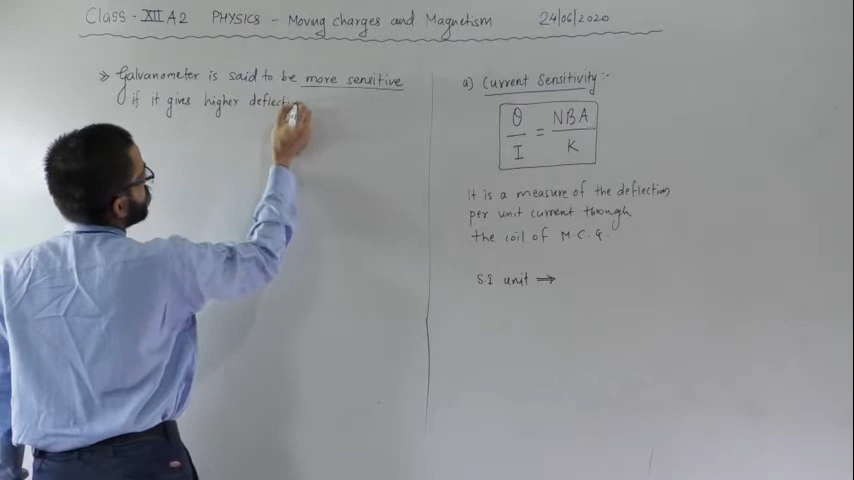 Class - XII A2 PHYSICS - Moving charges and Magnetism 24/06/2020
» Galvanometer is said to be more sensitive
if it gives higher deflecti
a) Current Sensitivity :-
θ/I = NBA/K
It is a measure of the deflection
per unit current through
the coil of M.C.G.
S.I unit ⇒